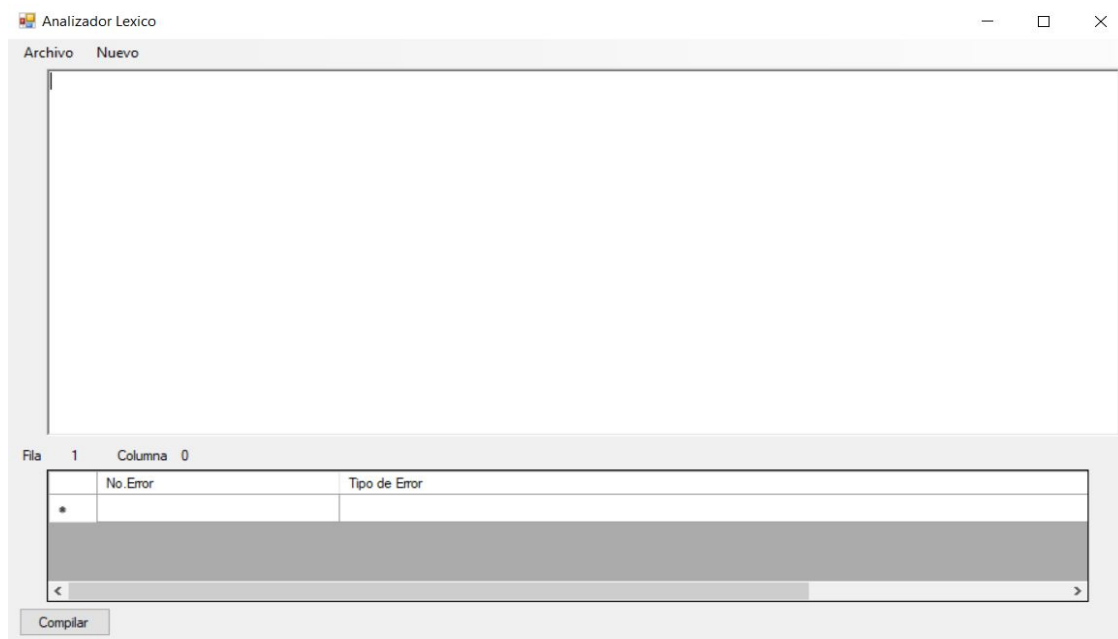 Analizador Lexico
Archivo Nuevo
Fila 1 Columna 0
No.Error Tipo de Error
*
Compilar